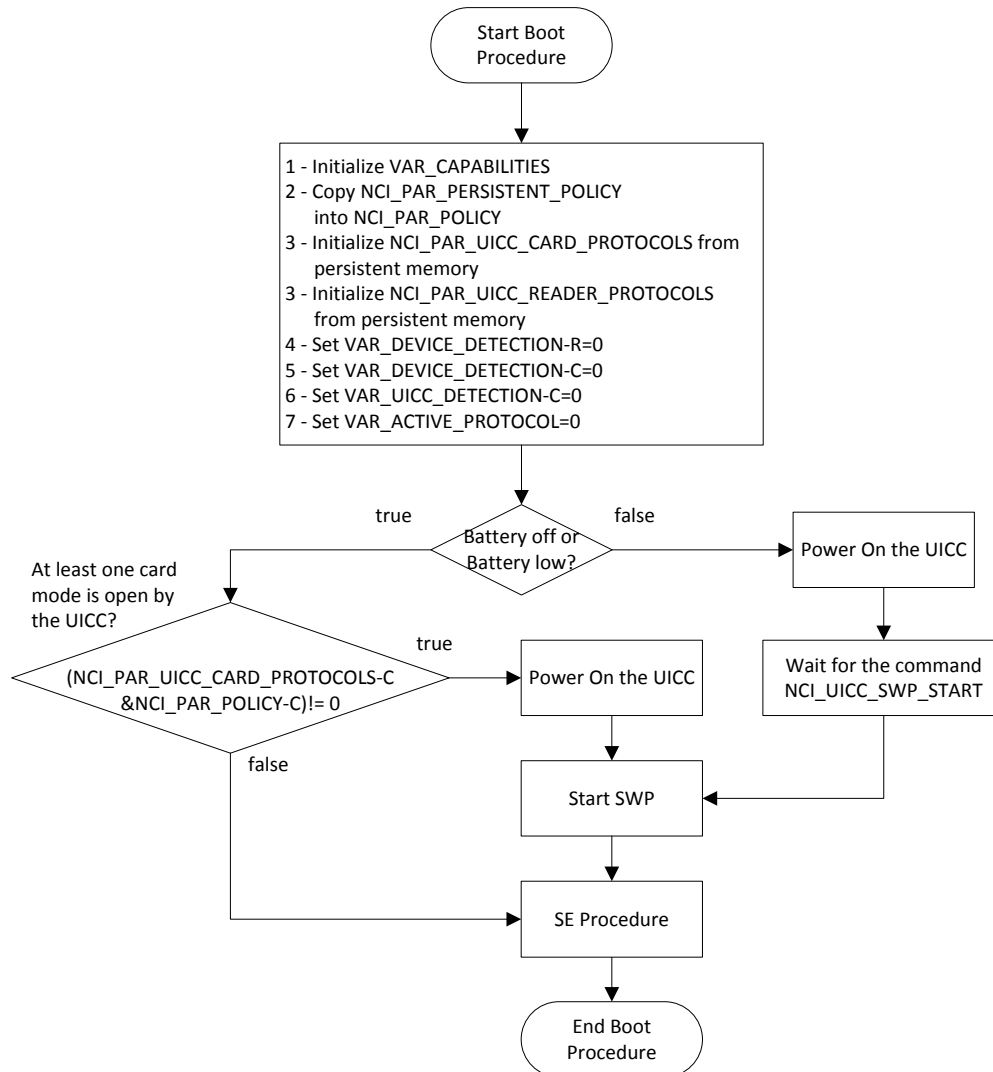 Start Boot
Procedure
1 - Initialize VAR_CAPABILITIES
2 - Copy NCI_PAR_PERSISTENT_POLICY
into NCI_PAR_POLICY
3 - Initialize NCI_PAR_UICC_CARD_PROTOCOLS from
persistent memory
3 - Initialize NCI_PAR_UICC_READER_PROTOCOLS
from persistent memory
4 - Set VAR_DEVICE_DETECTION-R=0
5 - Set VAR_DEVICE_DETECTION-C=0
6 - Set VAR_UICC_DETECTION-C=0
7 - Set VAR_ACTIVE_PROTOCOL=0
true
false
Battery off or
Battery low?
Power On the UICC
At least one card
mode is open by
the UICC?
true
(NCI_PAR_UICC_CARD_PROTOCOLS-C
&NCI_PAR_POLICY-C)!= 0
Power On the UICC
Wait for the command
NCI_UICC_SWP_START
false
Start SWP
SE Procedure
End Boot
Procedure